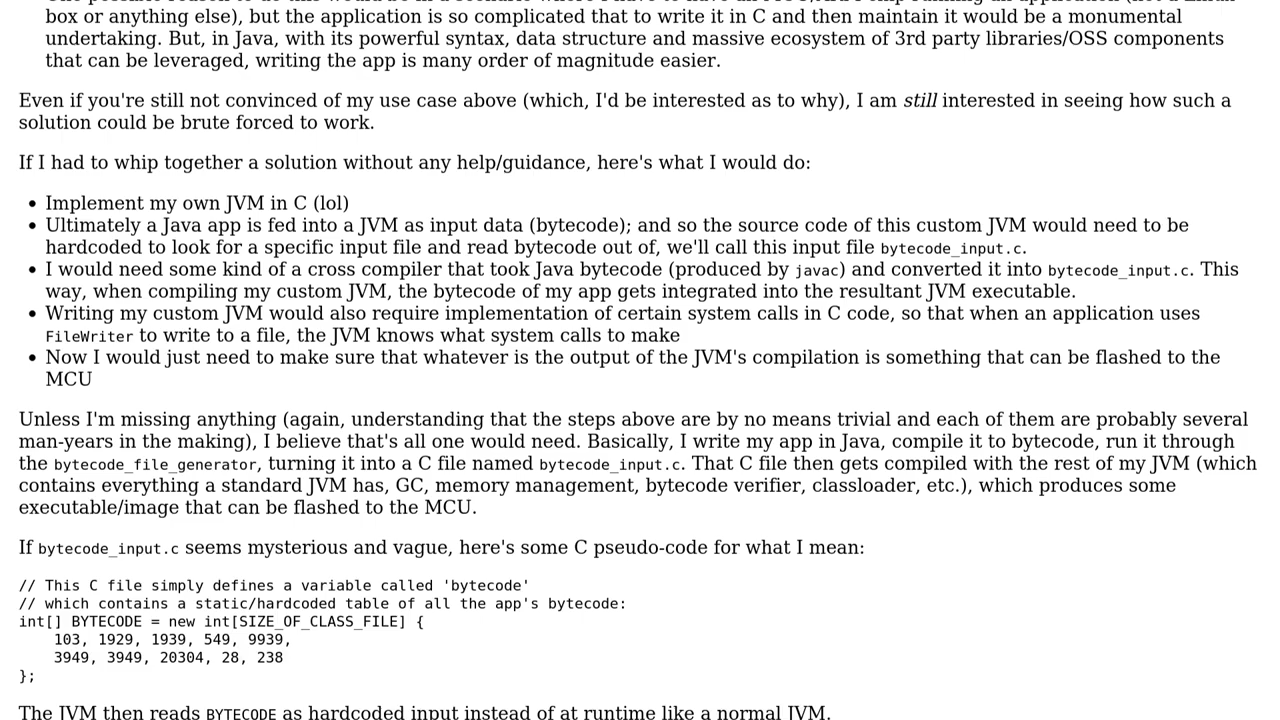 box or anything else), but the application is so complicated that to write it in C and then maintain it would be a monumental
undertaking. But, in Java, with its powerful syntax, data structure and massive ecosystem of 3rd party libraries/OSS components
that can be leveraged, writing the app is many order of magnitude easier.
Even if you're still not convinced of my use case above (which, I'd be interested as to why), I am still interested in seeing how such a
solution could be brute forced to work.
If I had to whip together a solution without any help/guidance, here's what I would do:
• Implement my own JVM in C (lol)
• Ultimately a Java app is fed into a JVM as input data (bytecode); and so the source code of this custom JVM would need to be
hardcoded to look for a specific input file and read bytecode out of, we'll call this input file bytecode_input.c.
• I would need some kind of a cross compiler that took Java bytecode (produced by javac) and converted it into bytecode_input.c. This
way, when compiling my custom JVM, the bytecode of my app gets integrated into the resultant JVM executable.
• Writing my custom JVM would also require implementation of certain system calls in C code, so that when an application uses
FileWriter to write to a file, the JVM knows what system calls to make
• Now I would just need to make sure that whatever is the output of the JVM's compilation is something that can be flashed to the
MCU
Unless I'm missing anything (again, understanding that the steps above are by no means trivial and each of them are probably several
man-years in the making), I believe that's all one would need. Basically, I write my app in Java, compile it to bytecode, run it through
the bytecode_file_generator, turning it into a C file named bytecode_input.c. That C file then gets compiled with the rest of my JVM (which
contains everything a standard JVM has, GC, memory management, bytecode verifier, classloader, etc.), which produces some
executable/image that can be flashed to the MCU.
If bytecode_input.c seems mysterious and vague, here's some C pseudo-code for what I mean:
// This C file simply defines a variable called 'bytecode'
// which contains a static/hardcoded table of all the app's bytecode:
int[] BYTECODE = new int[SIZE_OF_CLASS_FILE] {
    103, 1929, 1939, 549, 9939,
    3949, 3949, 20304, 28, 238
};
The JVM then reads BYTECODE as hardcoded input instead of at runtime like a normal JVM.